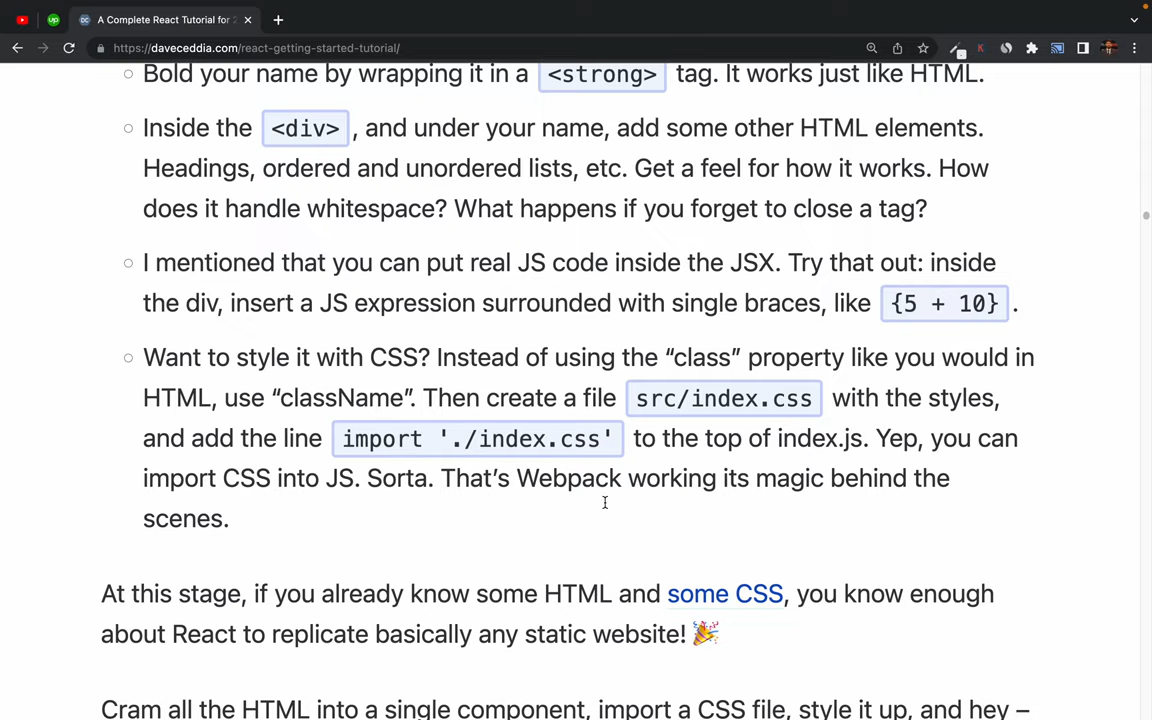 A Complete React Tutorial for 2
https://daveceddia.com/react-getting-started-tutorial/
Bold your name by wrapping it in a <strong> tag. It works just like HTML.
Inside the <div>, and under your name, add some other HTML elements.
Headings, ordered and unordered lists, etc. Get a feel for how it works. How
does it handle whitespace? What happens if you forget to close a tag?
I mentioned that you can put real JS code inside the JSX. Try that out: inside
the div, insert a JS expression surrounded with single braces, like {5 + 10}.
Want to style it with CSS? Instead of using the “class” property like you would in
HTML, use “className”. Then create a file src/index.css with the styles,
and add the line import './index.css' to the top of index.js. Yep, you can
import CSS into JS. Sorta. That’s Webpack working its magic behind the
scenes.
At this stage, if you already know some HTML and some CSS, you know enough
about React to replicate basically any static website! 🎉
Cram all the HTML into a single component, import a CSS file, style it up, and hey –